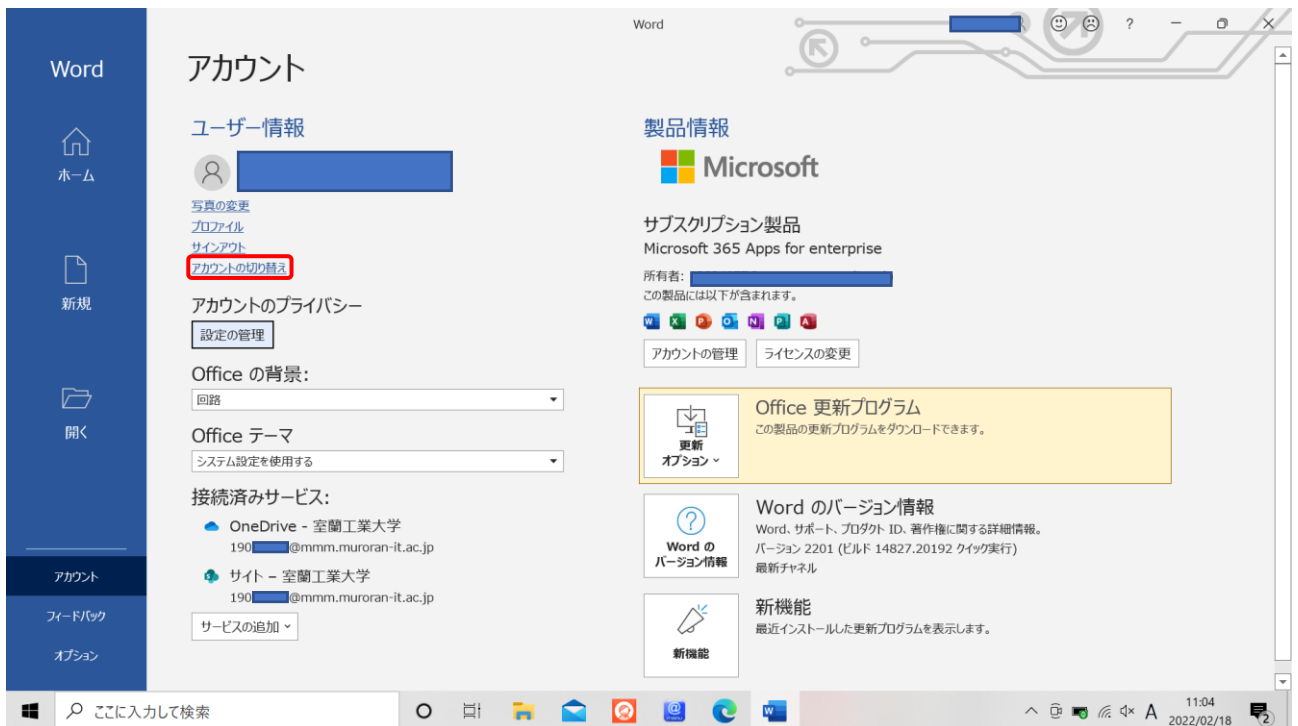 Word
Word
?
アカウント
ホーム
新規
開く
アカウント
フィードバック
オプション
ユーザー情報
写真の変更
プロファイル
サインアウト
アカウントの切り替え
アカウントのプライバシー
設定の管理
Office の背景:
回路
Office テーマ
システム設定を使用する
接続済みサービス:
OneDrive - 室蘭工業大学
190 @mmm.muroran-it.ac.jp
サイト – 室蘭工業大学
190 @mmm.muroran-it.ac.jp
サービスの追加
製品情報
Microsoft
サブスクリプション製品
Microsoft 365 Apps for enterprise
所有者:
この製品には以下が含まれます。
アカウントの管理 ライセンスの変更
更新
オプション
Office 更新プログラム
この製品の更新プログラムをダウンロードできます。
Word の
バージョン情報
Word のバージョン情報
Word、サポート、プロダクト ID、著作権に関する詳細情報。
バージョン 2201 (ビルド 14827.20192 クイック実行)
最新チャネル
新機能
新機能
最近インストールした更新プログラムを表示します。
ここに入力して検索
A
11:04
2022/02/18
2